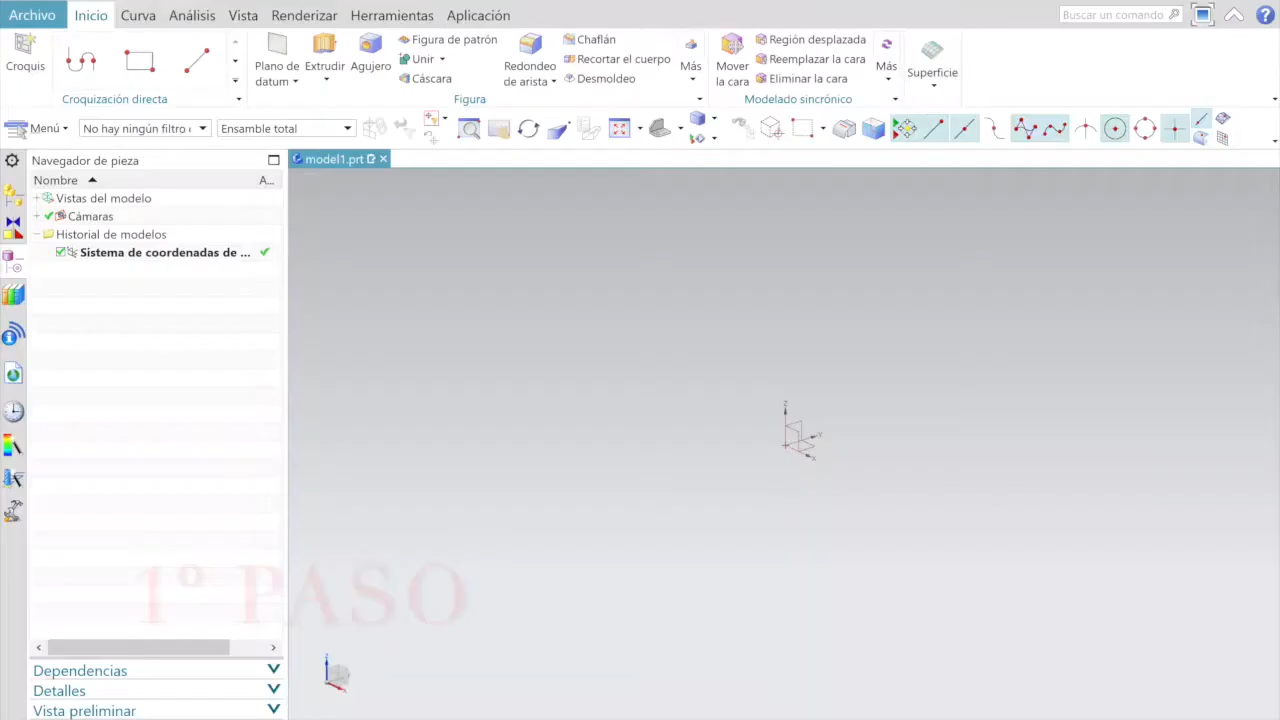 Archivo Inicio Curva Análisis Vista Renderizar Herramientas Aplicación Buscar un comando
Croquis
Croquización directa
Plano de datum
Extrudir
Agujero
Figura de patrón
Unir
Cáscara
Redondeo de arista
Chaflán
Recortar el cuerpo
Desmoldeo
Más
Figura
Mover la cara
Región desplazada
Reemplazar la cara
Eliminar la cara
Más
Modelado sincrónico
Superficie
Menú No hay ningún filtro Ensamble total
Navegador de pieza
model1.prt
Nombre A...
Vistas del modelo
Cámaras
Historial de modelos
Sistema de coordenadas de ...
Z
Y
X
1º PASO
Z
X
Dependencias
Detalles
Vista preliminar